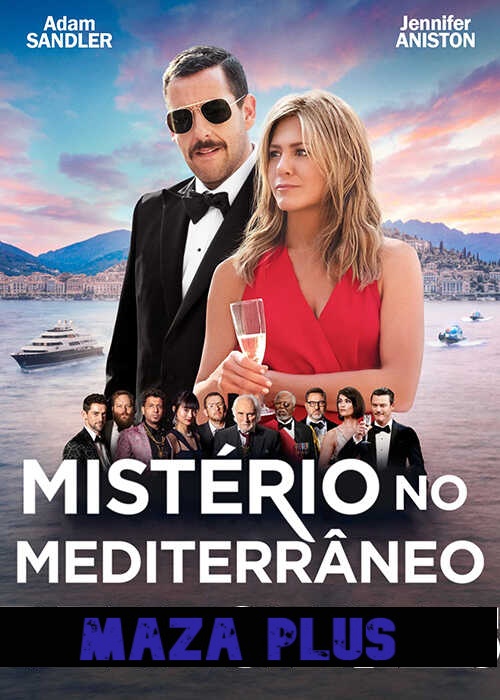 Adam Jennifer
SANDLER ANISTON
MISTÉRIO NO
MEDITERRÂNEO
MAZA PLUS